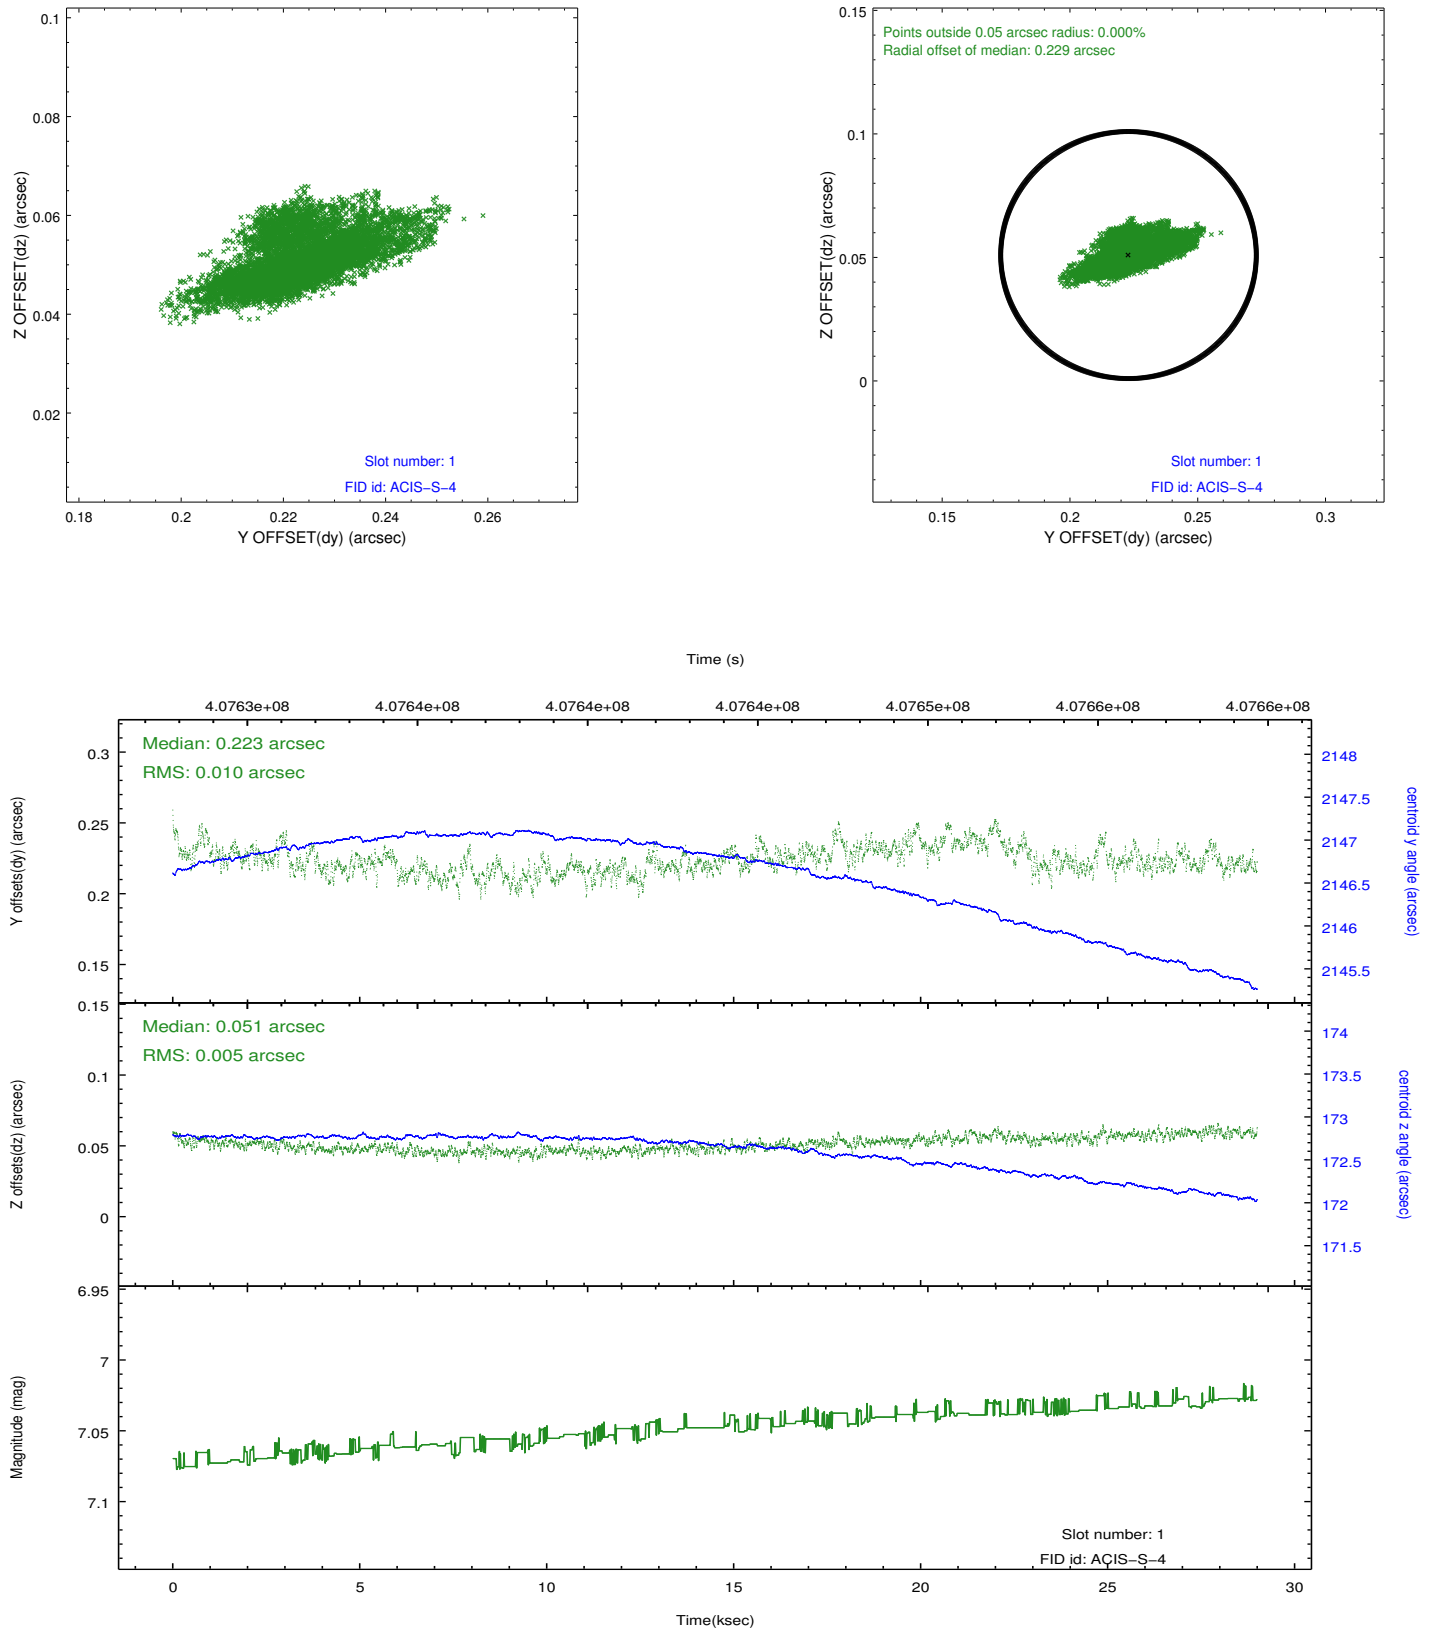 0.1
0.08
0.06
0.04
0.02
Z OFFSET(dz) (arcsec)
Slot number: 1
FID id: ACIS−S−4
0.18 0.2 0.22 0.24 0.26
Y OFFSET(dy) (arcsec)
0.15
0.1
0.05
0
Z OFFSET(dz) (arcsec)
Points outside 0.05 arcsec radius: 0.000%
Radial offset of median: 0.229 arcsec
Slot number: 1
FID id: ACIS−S−4
0.15 0.2 0.25 0.3
Y OFFSET(dy) (arcsec)
Time (s)
4.0763e+08 4.0764e+08 4.0764e+08 4.0764e+08 4.0765e+08 4.0766e+08 4.0766e+08
Median: 0.223 arcsec
RMS: 0.010 arcsec
0.3
0.25
0.2
0.15
Y offsets(dy) (arcsec)
2148
2147.5
2147
2146.5
2146
2145.5
centroid y angle (arcsec)
Median: 0.051 arcsec
RMS: 0.005 arcsec
0.15
0.1
0.05
0
Z offsets(dz) (arcsec)
174
173.5
173
172.5
172
171.5
centroid z angle (arcsec)
6.95
7
7.05
7.1
Magnitude (mag)
Slot number: 1
FID id: ACIS−S−4
0 5 10 15 20 25 30
Time(ksec)